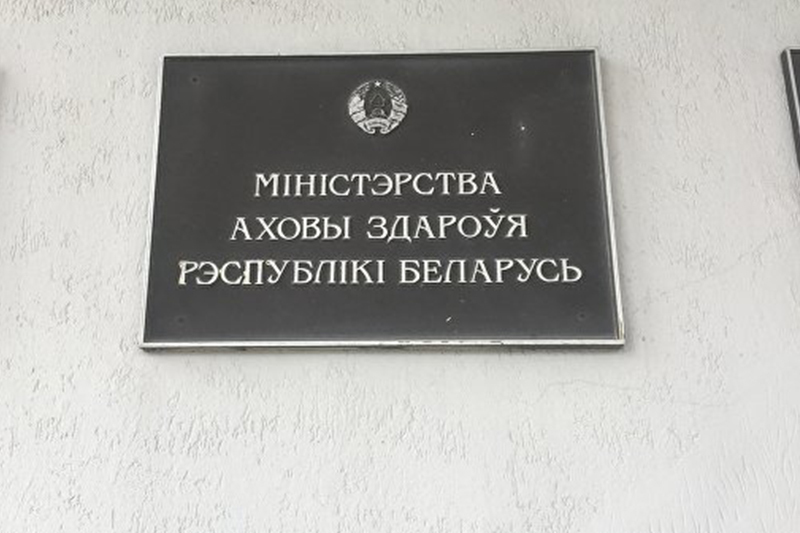 МІНІСТЭРСТВА
АХОВЫ ЗДАРОЎЯ
РЭСПУБЛІКІ БЕЛАРУСЬ